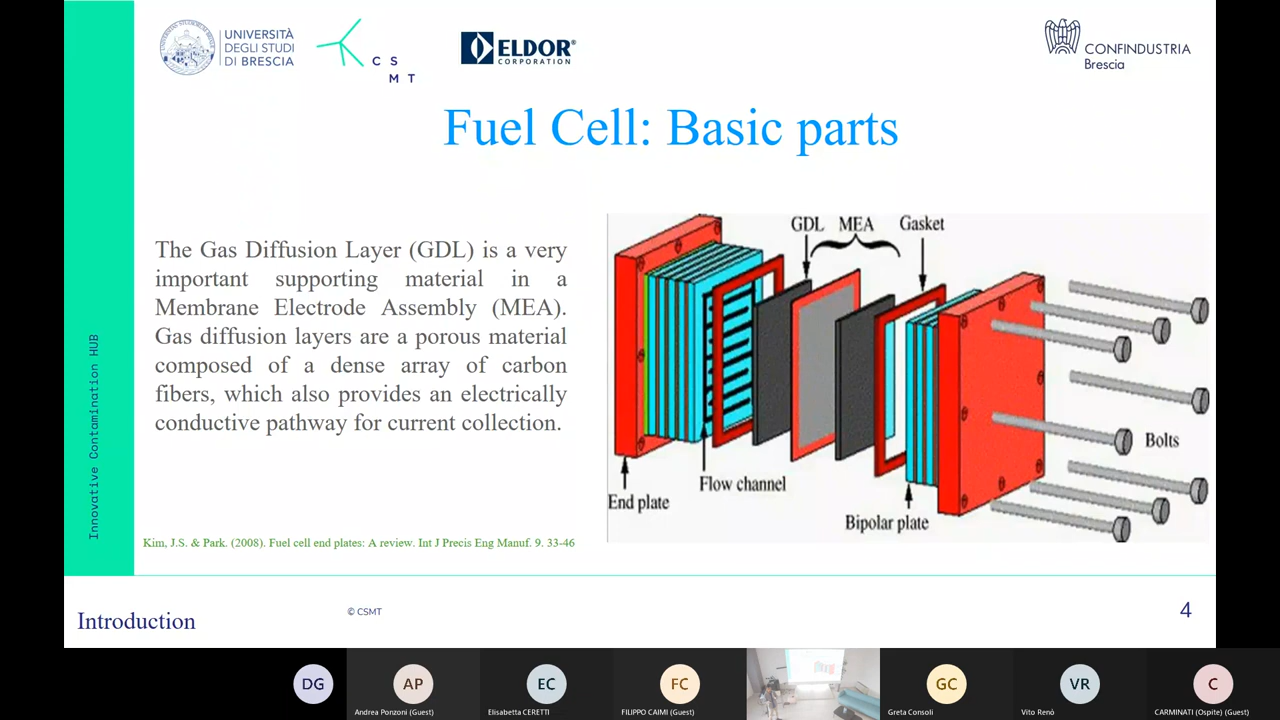 UNIVERSITÀ
DEGLI STUDI
DI BRESCIA
C S
M T
ELDOR®
CORPORATION
CONFINDUSTRIA
Brescia
Fuel Cell: Basic parts
The Gas Diffusion Layer (GDL) is a very
important supporting material in a
Membrane Electrode Assembly (MEA).
Gas diffusion layers are a porous material
composed of a dense array of carbon
fibers, which also provides an electrically
conductive pathway for current collection.
GDL
MEA
Gasket
Bolts
Flow channel
End plate
Bipolar plate
Kim, J.S. & Park. (2008). Fuel cell end plates: A review. Int J Precis Eng Manuf. 9. 33-46
Innovative Contamination HUB
Introduction
© CSMT
4
DG
AP
EC
FC
GC
VR
C
Andrea Ponzoni (Guest)
Elisabetta CERETTI
FILIPPO CAIMI (Guest)
Greta Consoli
Vito Renò
CARMINATI (Ospite) (Guest)